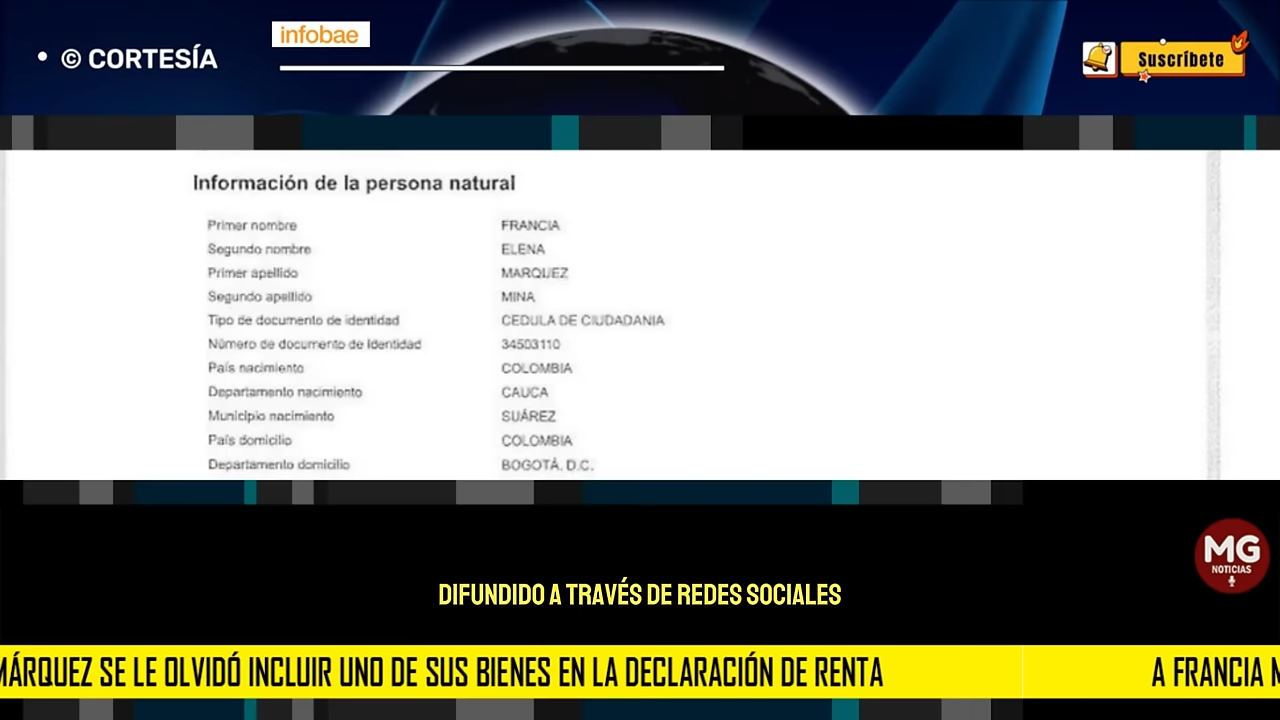 infobae
• © CORTESÍA
Suscríbete
Información de la persona natural
Primer nombre FRANCIA
Segundo nombre ELENA
Primer apellido MARQUEZ
Segundo apellido MINA
Tipo de documento de identidad CEDULA DE CIUDADANIA
Número de documento de Identidad 34503110
País nacimiento COLOMBIA
Departamento nacimiento CAUCA
Municipio nacimiento SUÁREZ
País domicilio COLOMBIA
Departamento domicilio BOGOTÁ, D.C.
MG
NOTICIAS
DIFUNDIDO A TRAVÉS DE REDES SOCIALES
MÁRQUEZ SE LE OLVIDÓ INCLUIR UNO DE SUS BIENES EN LA DECLARACIÓN DE RENTA A FRANCIA M